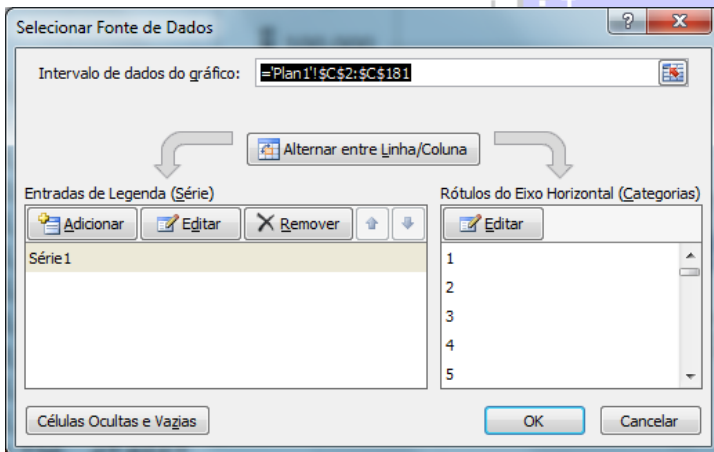 Selecionar Fonte de Dados
Intervalo de dados do gráfico: ='Plan1'!$C$2:$C$181
Alternar entre Linha/Coluna
Entradas de Legenda (Série)
Adicionar Editar Remover
Série1
Rótulos do Eixo Horizontal (Categorias)
Editar
1
2
3
4
5
Células Ocultas e Vazias
OK Cancelar